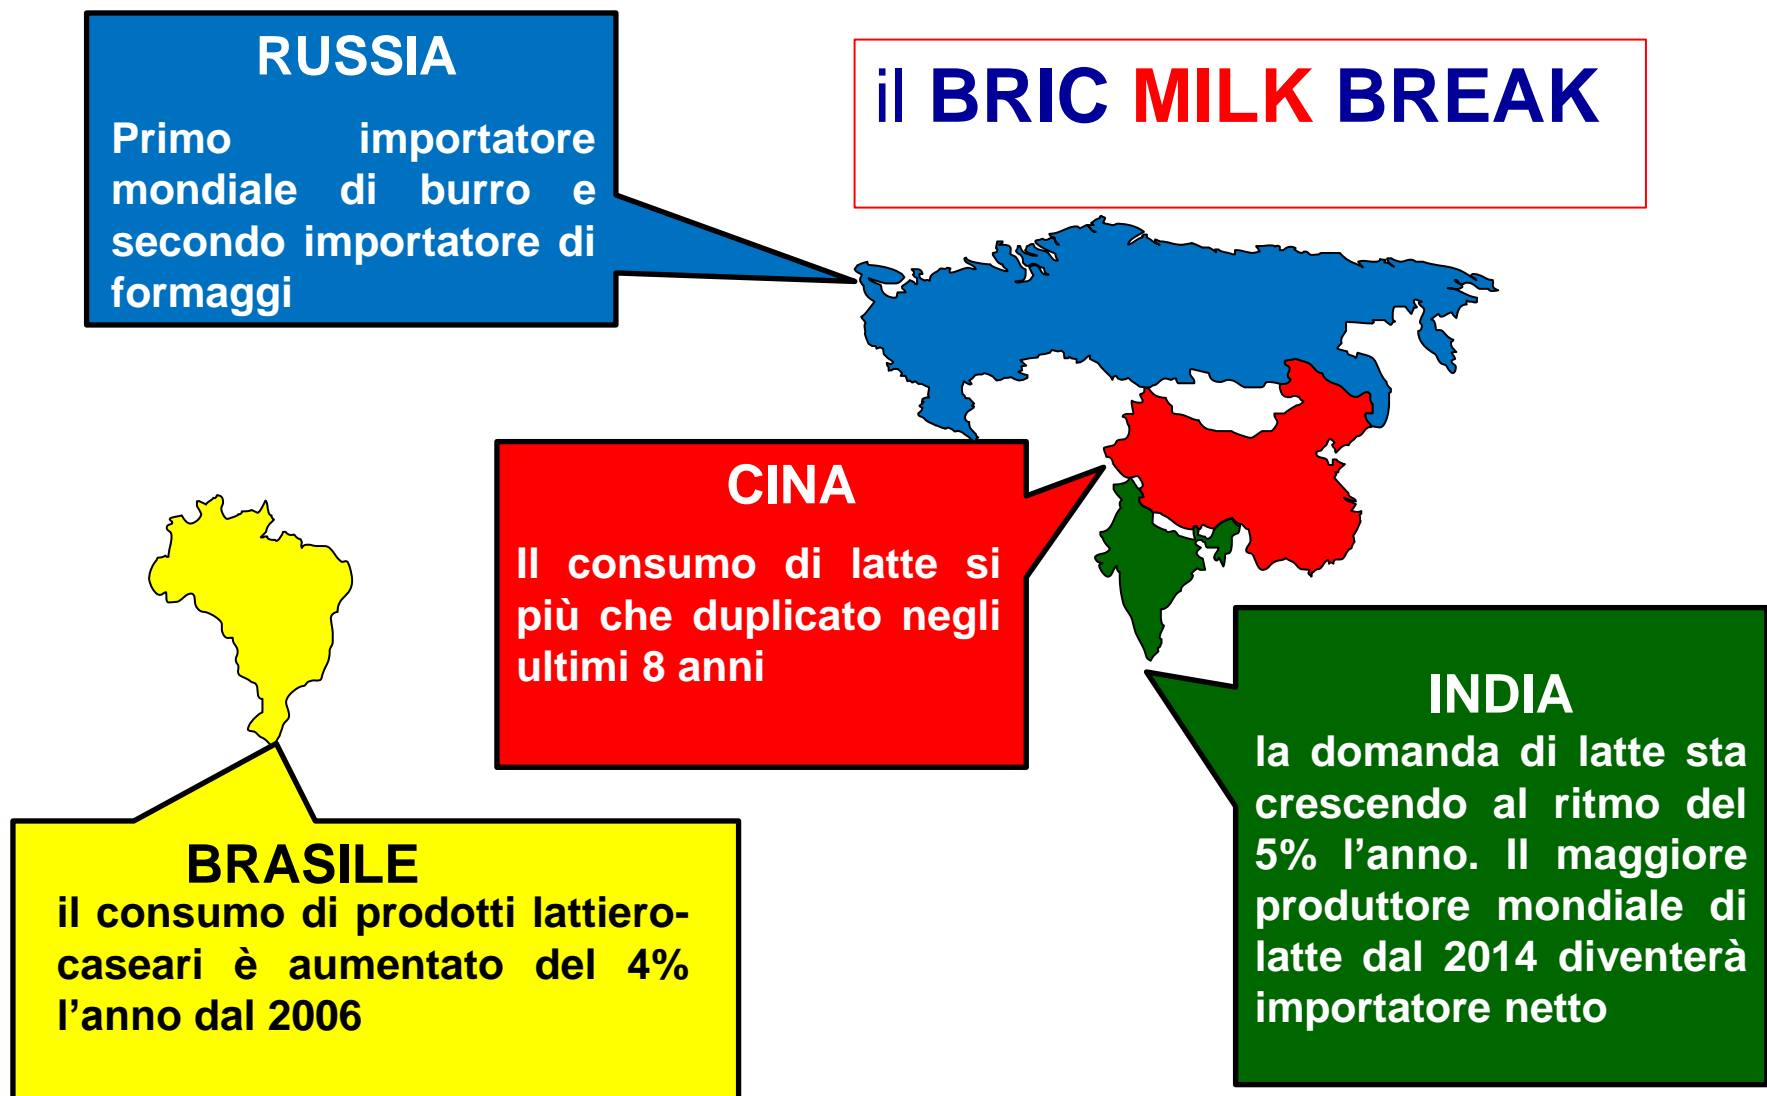 RUSSIA
Primo importatore
mondiale di burro e
secondo importatore di
formaggi
il BRIC MILK BREAK
CINA
Il consumo di latte si
più che duplicato negli
ultimi 8 anni
INDIA
la domanda di latte sta
crescendo al ritmo del
5% l’anno. Il maggiore
produttore mondiale di
latte dal 2014 diventerà
importatore netto
BRASILE
il consumo di prodotti lattiero-
caseari è aumentato del 4%
l’anno dal 2006